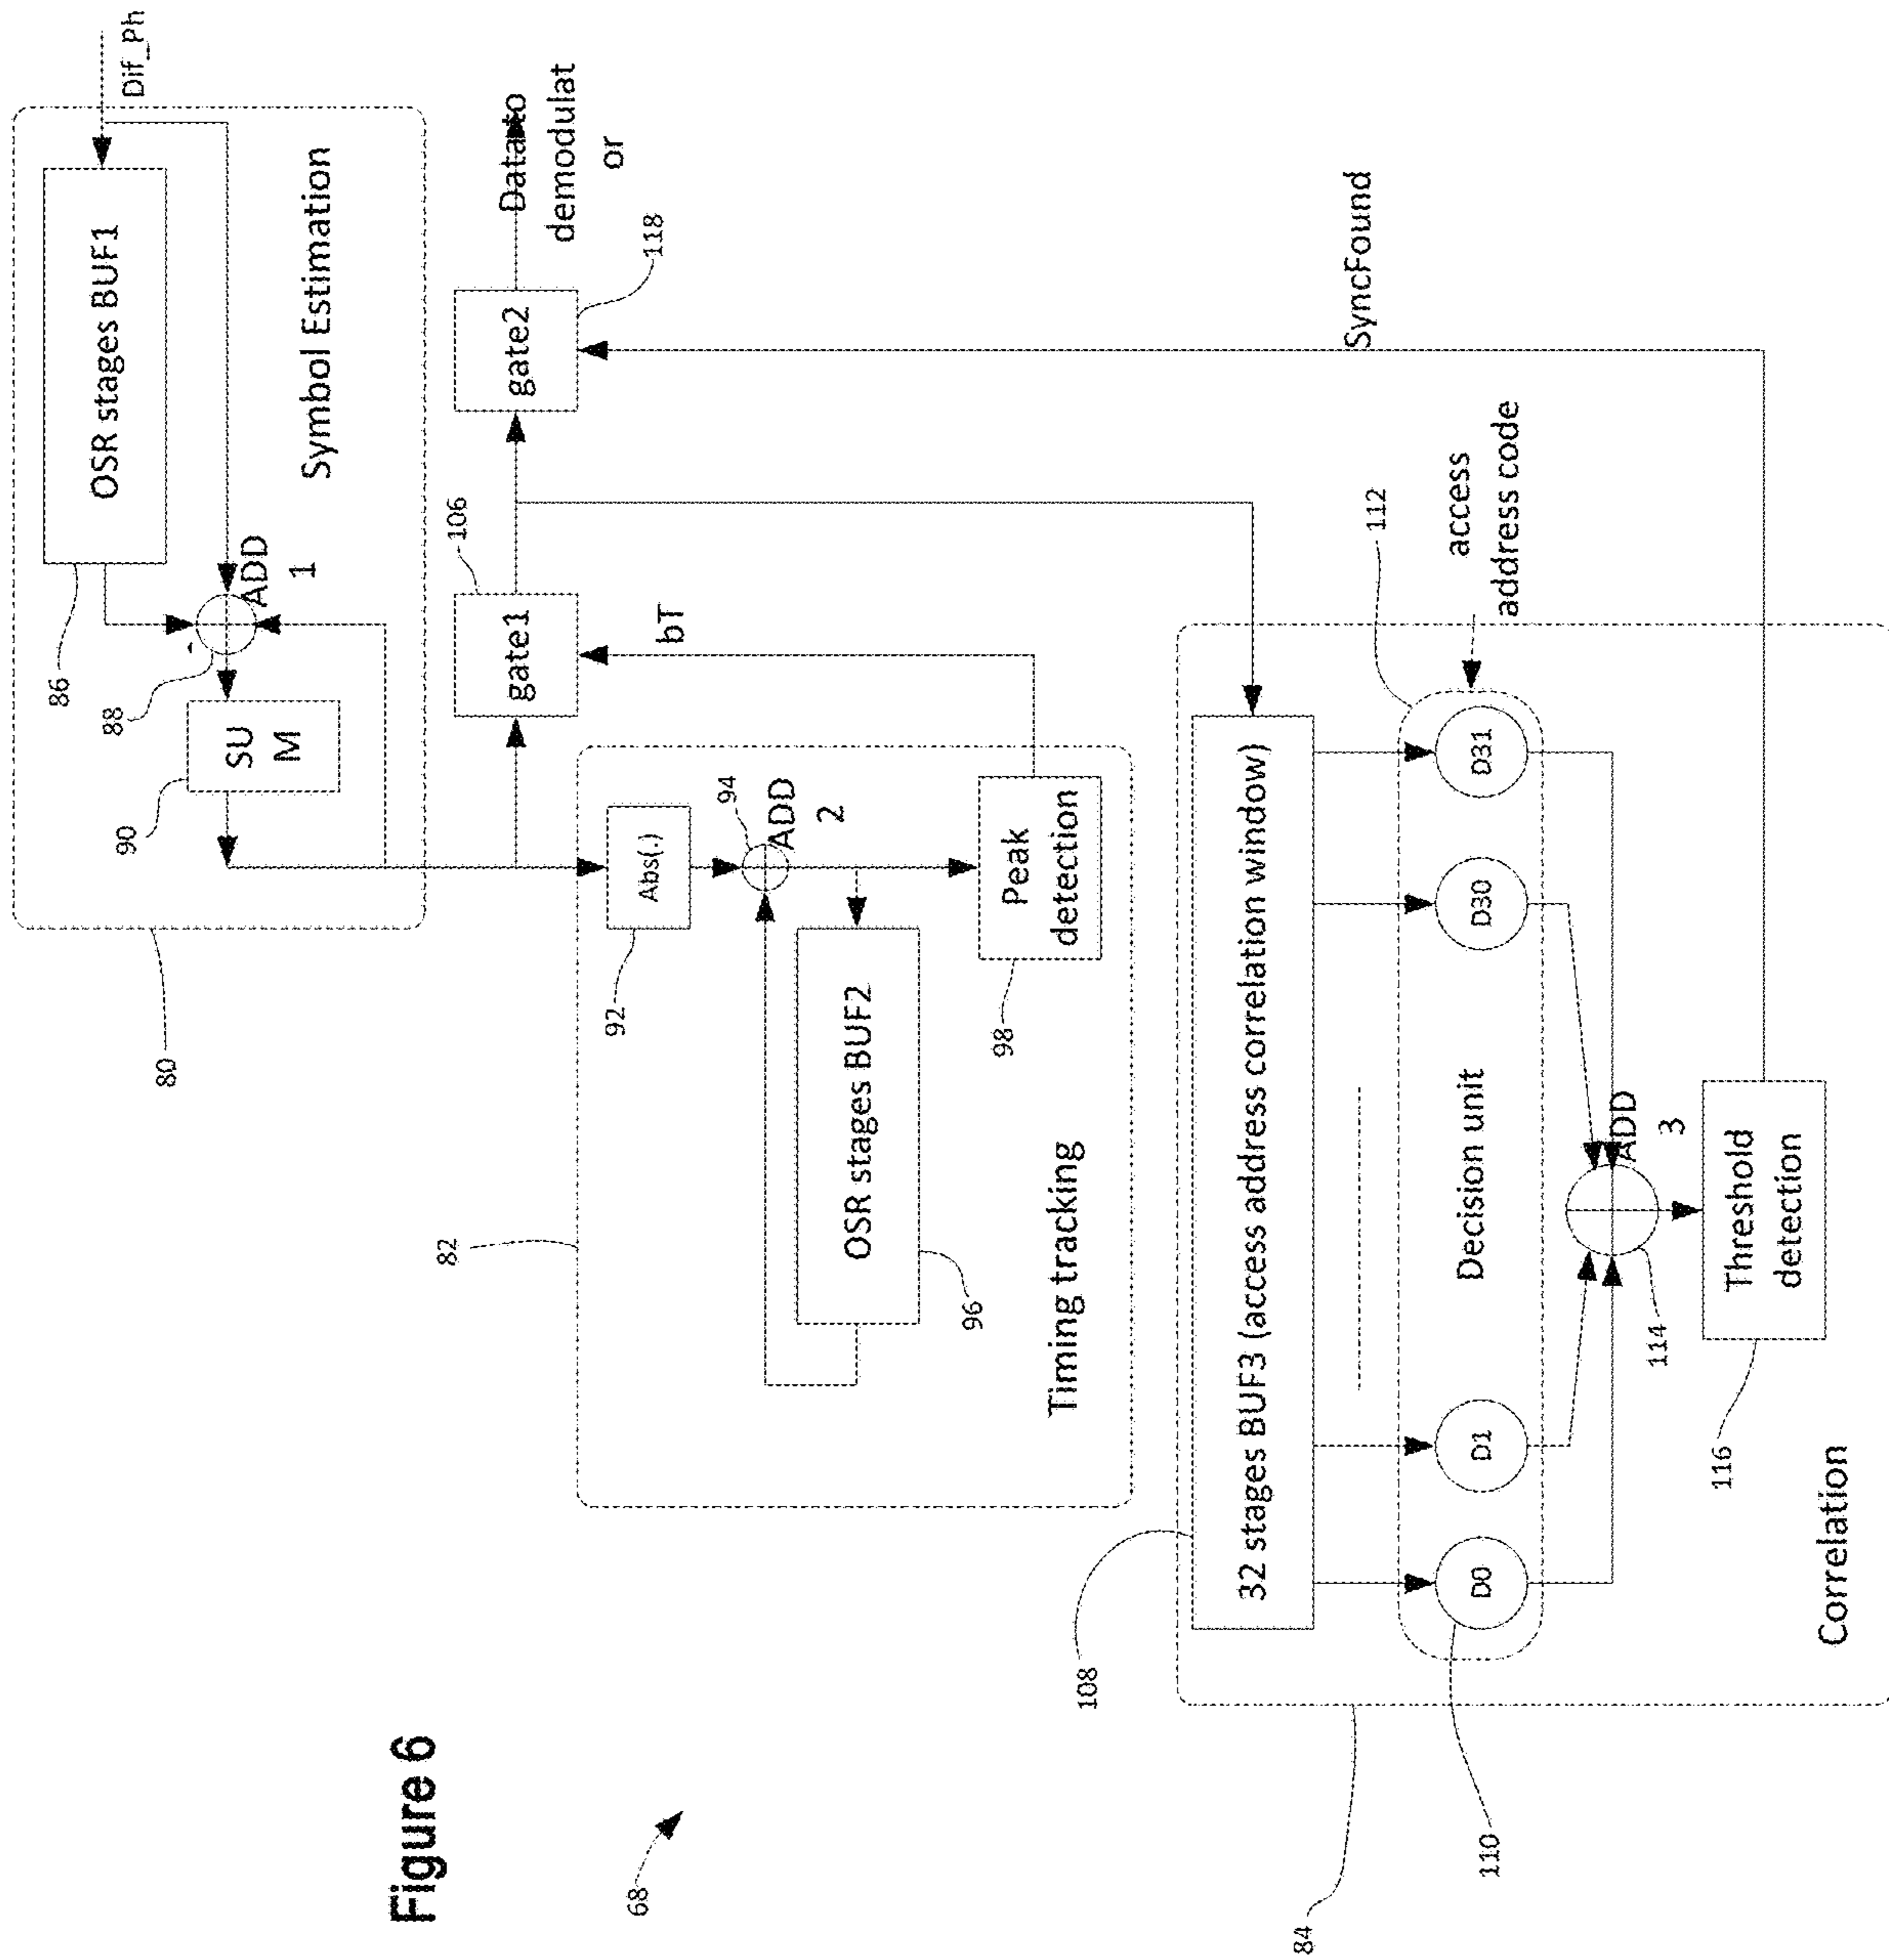 Figure 6
68
Dif_Ph
OSR stages BUF1
86
ADD
1
88
-
SU
M
90
Symbol Estimation
80
gate1
106
bT
gate2
118
Data to
demodulat
or
Abs(.)
92
94
ADD
2
OSR stages BUF2
96
Peak
detection
98
Timing tracking
82
SyncFound
32 stages BUF3 (access address correlation window)
108
access
address code
112
D0
D1
Decision unit
D30
D31
110
ADD
3
114
Threshold
detection
116
Correlation
84